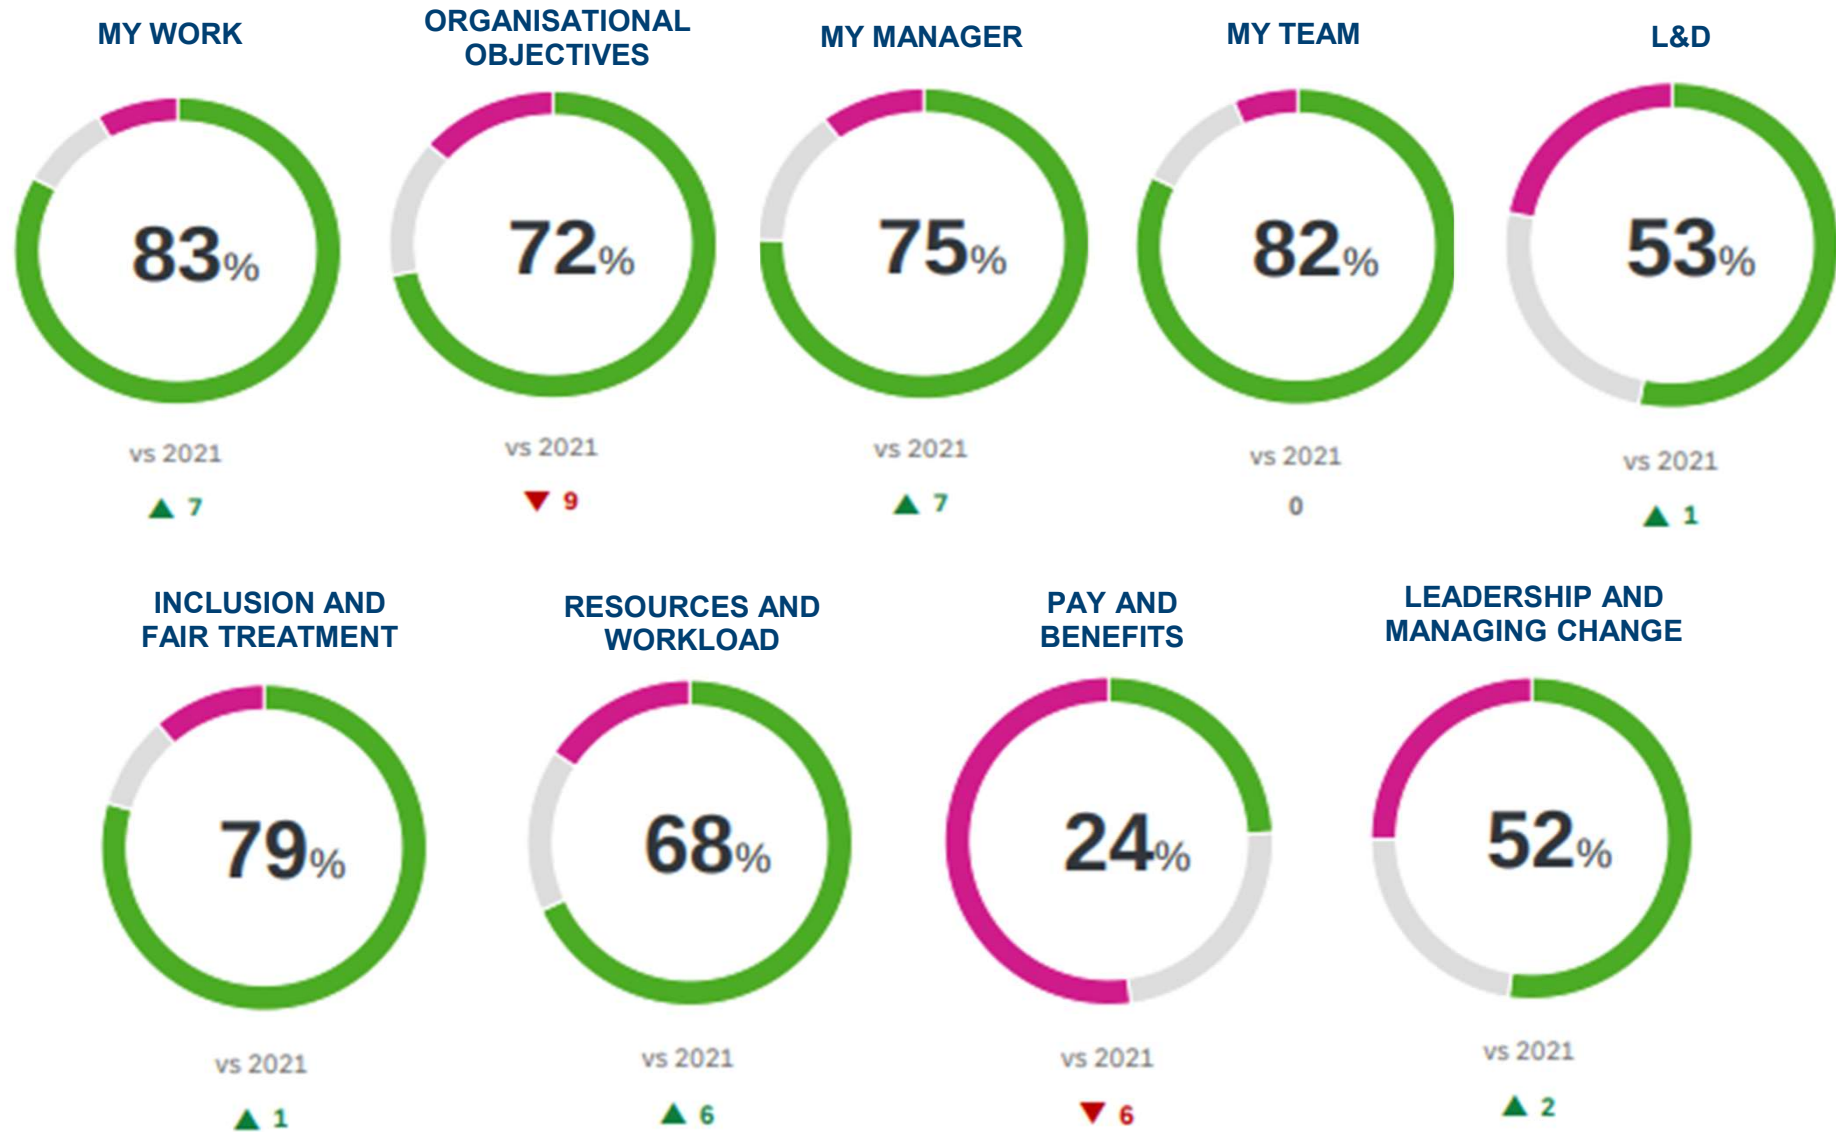 MY WORK
ORGANISATIONAL
OBJECTIVES
MY MANAGER
MY TEAM
L&D
83%
72%
75%
82%
53%
vs 2021
vs 2021
vs 2021
vs 2021
vs 2021
▲ 7
▼ 9
▲ 7
0
▲ 1
INCLUSION AND
FAIR TREATMENT
RESOURCES AND
WORKLOAD
PAY AND
BENEFITS
LEADERSHIP AND
MANAGING CHANGE
79%
68%
24%
52%
vs 2021
vs 2021
vs 2021
vs 2021
▲ 1
▲ 6
▼ 6
▲ 2